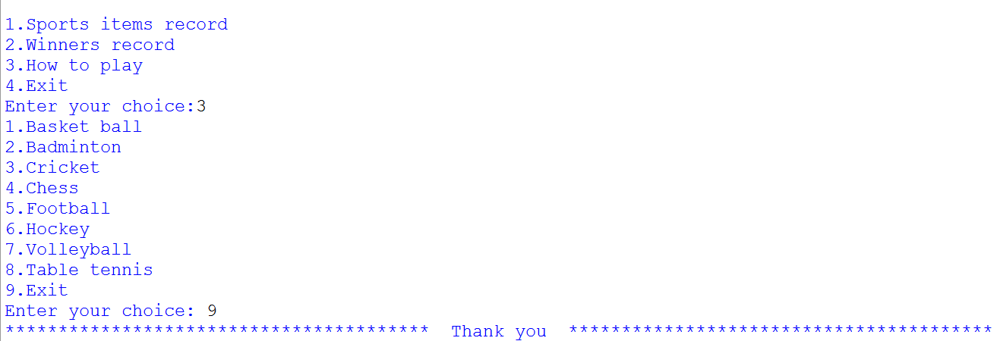 1.Sports items record
2.Winners record
3.How to play
4.Exit
Enter your choice:3
1.Basket ball
2.Badminton
3.Cricket
4.Chess
5.Football
6.Hockey
7.Volleyball
8.Table tennis
9.Exit
Enter your choice: 9
****************************************  Thank you  ****************************************